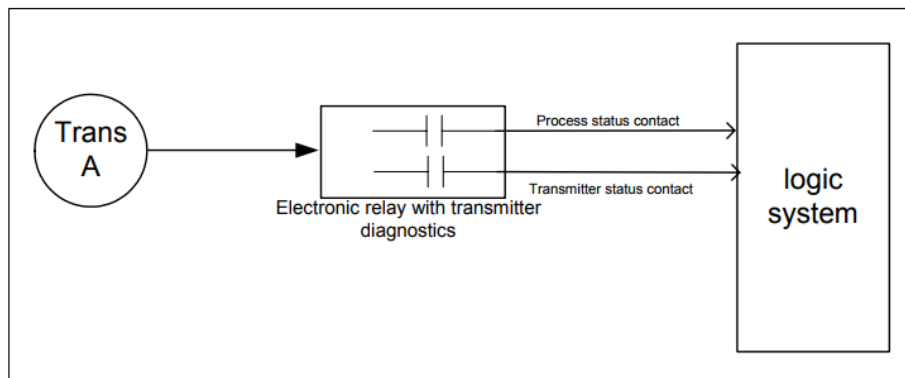 Trans
A
Process status contact
Transmitter status contact
Electronic relay with transmitter
diagnostics
logic
system